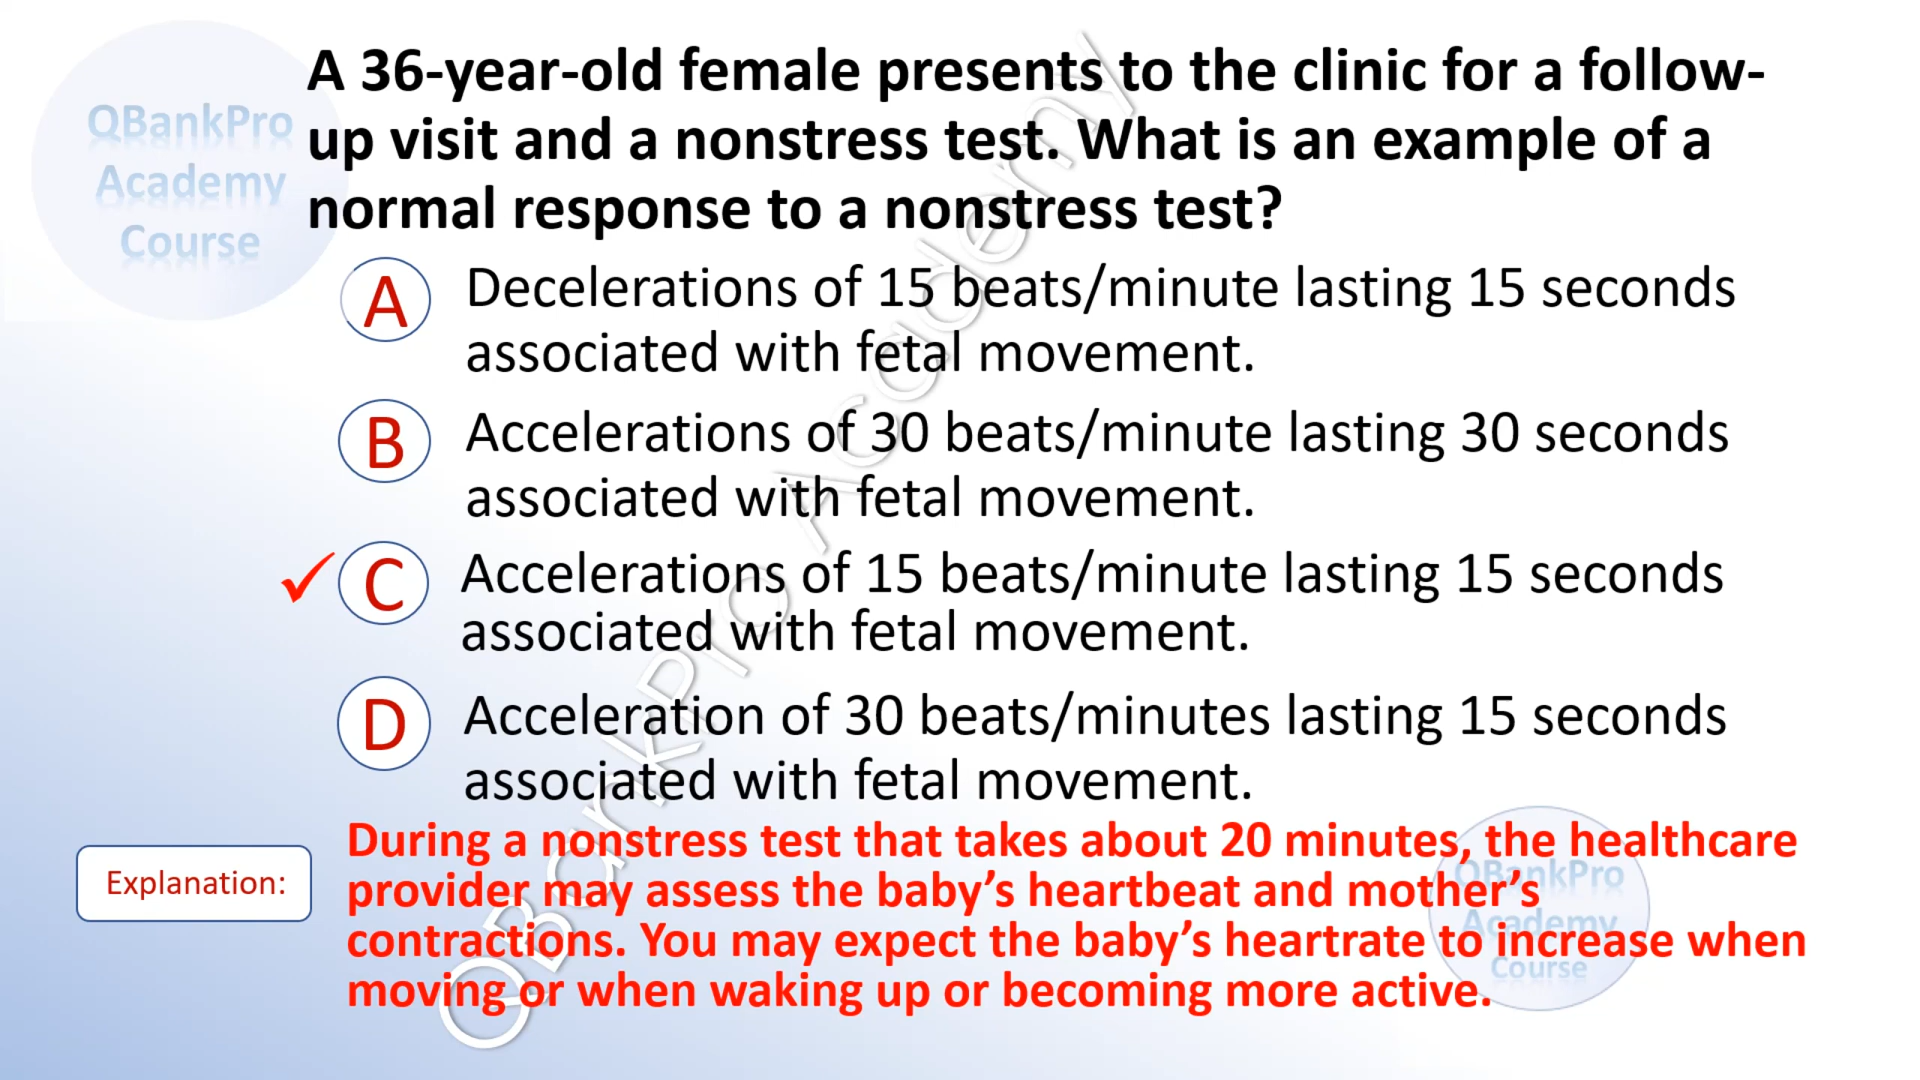 QBankPro
Academy
Course
A 36-year-old female presents to the clinic for a follow-
up visit and a nonstress test. What is an example of a
normal response to a nonstress test?
A Decelerations of 15 beats/minute lasting 15 seconds
associated with fetal movement.
B Accelerations of 30 beats/minute lasting 30 seconds
associated with fetal movement.
✓ C Accelerations of 15 beats/minute lasting 15 seconds
associated with fetal movement.
D Acceleration of 30 beats/minutes lasting 15 seconds
associated with fetal movement.
Explanation:
During a nonstress test that takes about 20 minutes, the healthcare
provider may assess the baby’s heartbeat and mother’s
contractions. You may expect the baby’s heartrate to increase when
moving or when waking up or becoming more active.
QBankPro
Academy
Course
QBankPro Academy